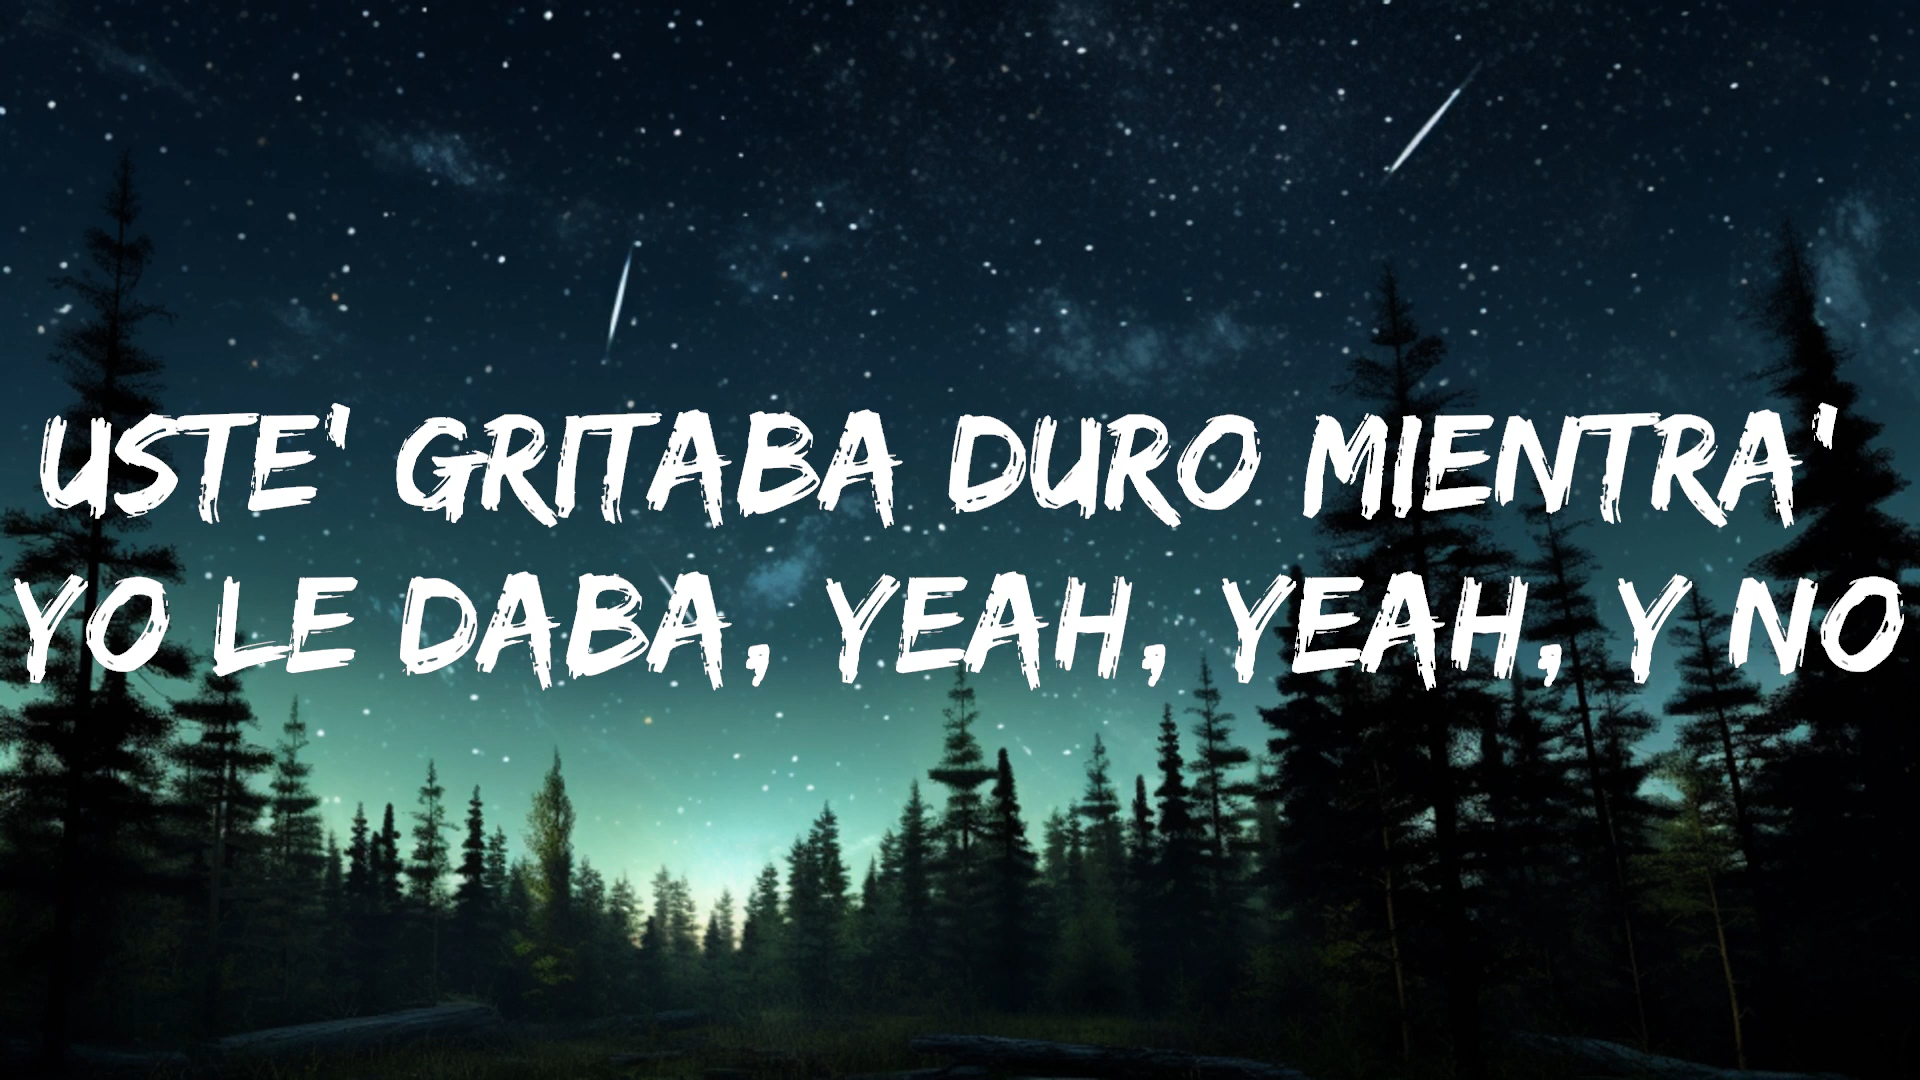 USTE' GRITABA DURO MIENTRA'
YO LE DABA, YEAH, YEAH, Y NO